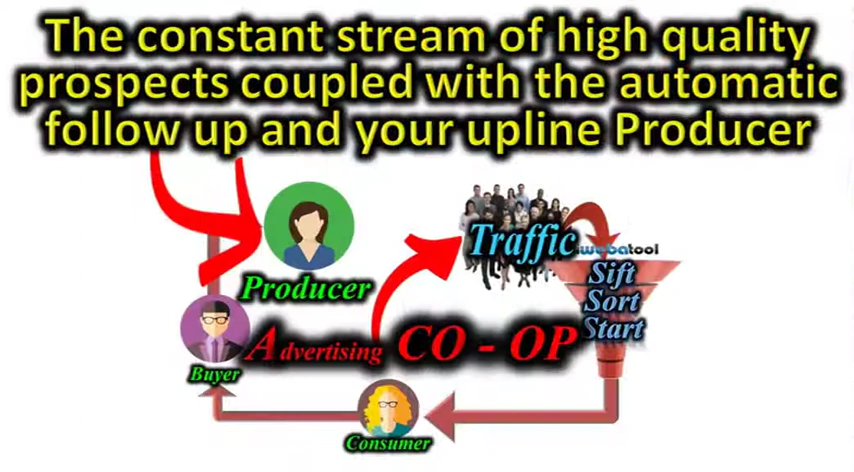 The constant stream of high quality
prospects coupled with the automatic
follow up and your upline Producer
Traffic
webatool
Sift
Sort
Start
Producer
Advertising CO - OP
Buyer
Consumer